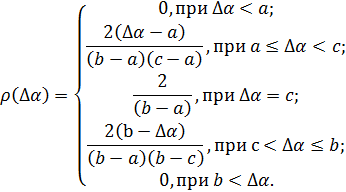 ρ(Δα) = { 0, при Δα < a;
2(Δα − a) / (b − a)(c − a), при a ≤ Δα < c;
2 / (b − a), при Δα = c;
2(b − Δα) / (b − a)(b − c), при c < Δα ≤ b;
0, при b < Δα.